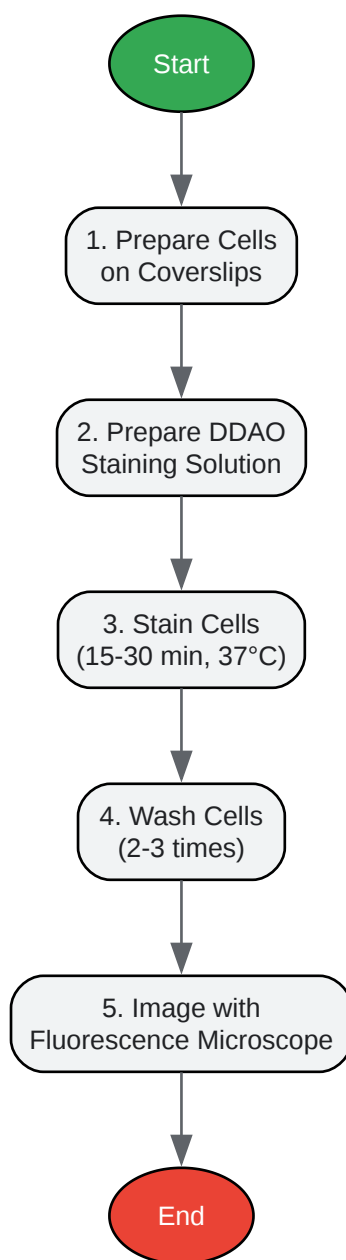 Start
1. Prepare Cells
on Coverslips
2. Prepare DDAO
Staining Solution
3. Stain Cells
(15-30 min, 37°C)
4. Wash Cells
(2-3 times)
5. Image with
Fluorescence Microscope
End